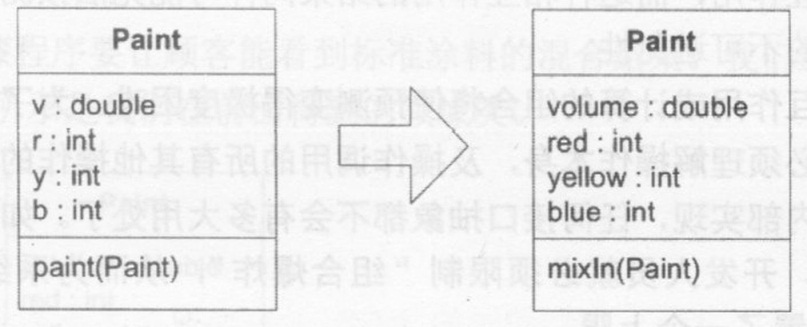 Paint
v : double
r : int
y : int
b : int
paint(Paint)
Paint
volume : double
red : int
yellow : int
blue : int
mixIn(Paint)